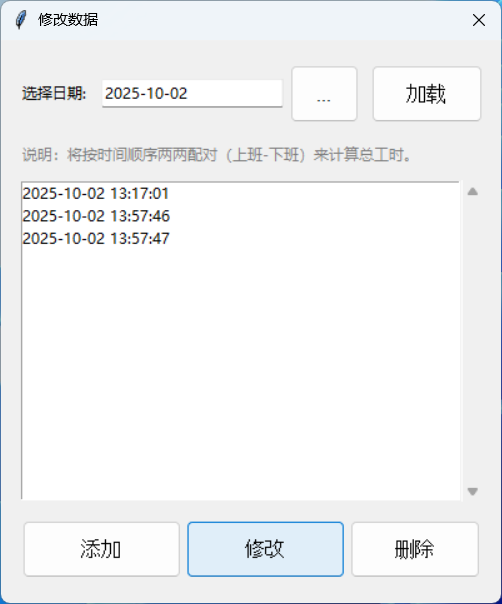 修改数据
选择日期: 2025-10-02 ... 加载
说明：将按时间顺序两两配对（上班-下班）来计算总工时。
2025-10-02 13:17:01
2025-10-02 13:57:46
2025-10-02 13:57:47
添加 修改 删除